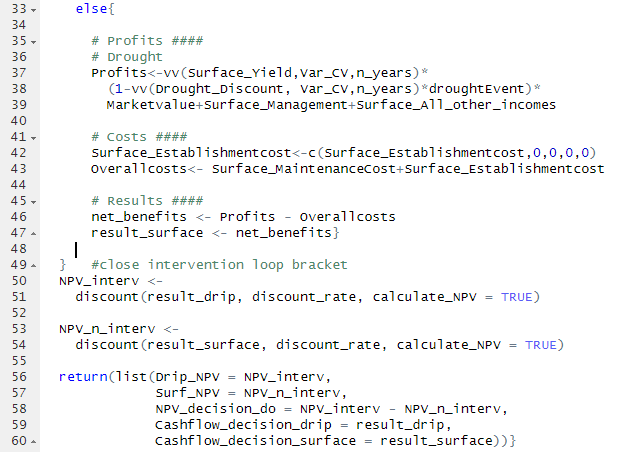 33 else{
34
35 # Profits ####
36 # Drought
37 Profits<-vv(Surface_Yield,Var_CV,n_years)*
38 (1-vv(Drought_Discount, Var_CV,n_years)*droughtEvent)*
39 Marketvalue+Surface_Management+Surface_All_other_incomes
40
41 # Costs ####
42 Surface_Establishmentcost<-c(Surface_Establishmentcost,0,0,0,0)
43 Overallcosts<- Surface_MaintenanceCost+Surface_Establishmentcost
44
45 # Results ####
46 net_benefits <- Profits - Overallcosts
47 result_surface <- net_benefits}
48
49 } #close intervention loop bracket
50 NPV_interv <-
51 discount(result_drip, discount_rate, calculate_NPV = TRUE)
52
53 NPV_n_interv <-
54 discount(result_surface, discount_rate, calculate_NPV = TRUE)
55
56 return(list(Drip_NPV = NPV_interv,
57 Surf_NPV = NPV_n_interv,
58 NPV_decision_do = NPV_interv - NPV_n_interv,
59 Cashflow_decision_drip = result_drip,
60 Cashflow_decision_surface = result_surface))}